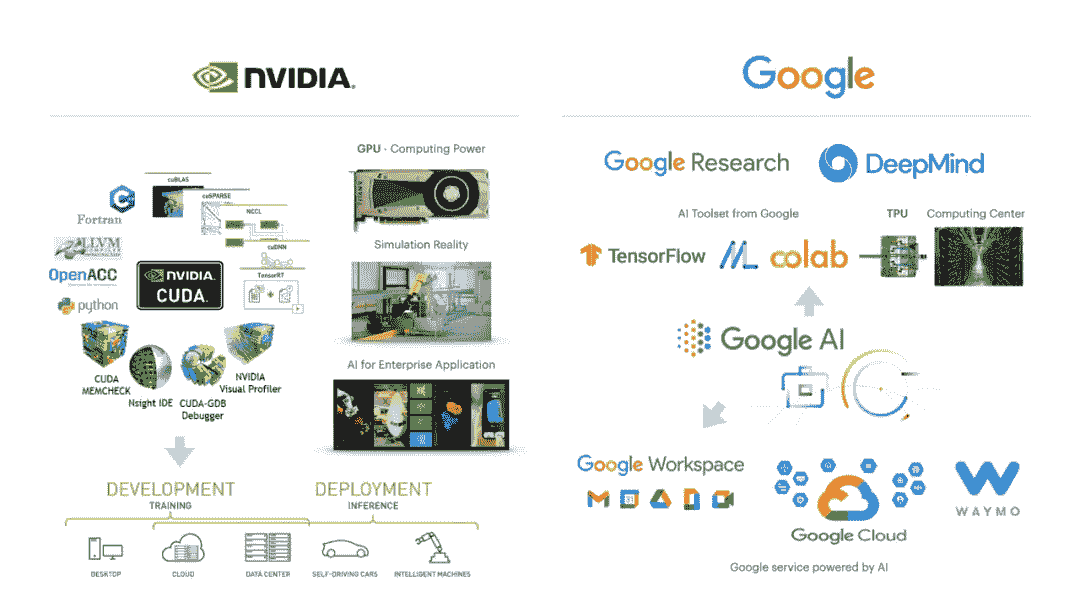 NVIDIA.
GPU · Computing Power
cuBLAS
cuSPARSE
NCCL
cuDNN
TensorRT
Fortran
LLVM
OpenACC
python
NVIDIA.
CUDA.
CUDA
MEMCHECK
Nsight IDE
CUDA-GDB
Debugger
NVIDIA
Visual Profiler
Simulation Reality
AI for Enterprise Application
DEVELOPMENT
TRAINING
DEPLOYMENT
INFERENCE
DESKTOP
CLOUD
DATA CENTER
SELF-DRIVING CARS
INTELLIGENT MACHINES
Google
Google Research
DeepMind
AI Toolset from Google
TPU
Computing Center
TensorFlow
colab
Google AI
Google Workspace
Google Cloud
WAYMO
Google service powered by AI